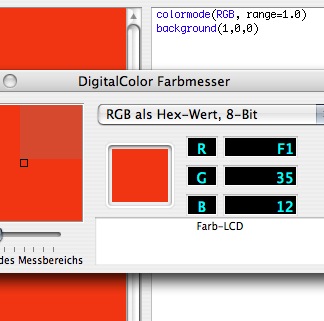 colormode(RGB, range=1.0)
background(1,0,0)
DigitalColor Farbmesser
RGB als Hex-Wert, 8-Bit
R F1
G 35
B 12
Farb-LCD
des Messbereichs